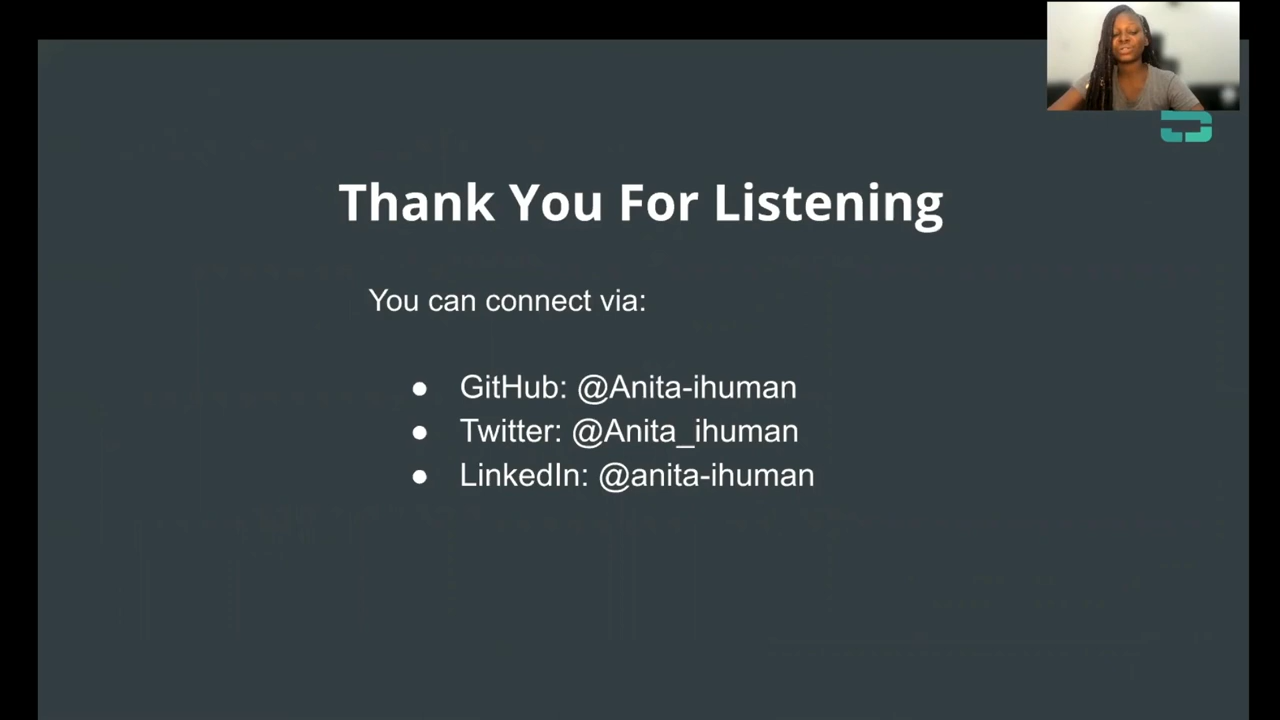 Thank You For Listening
You can connect via:
● GitHub: @Anita-ihuman
● Twitter: @Anita_ihuman
● LinkedIn: @anita-ihuman